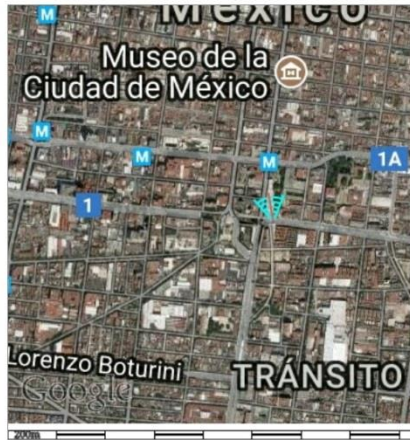 México
M
Museo de la
Ciudad de México
M
M
M
1A
1
Lorenzo Boturini
TRÁNSITO
Google
200m